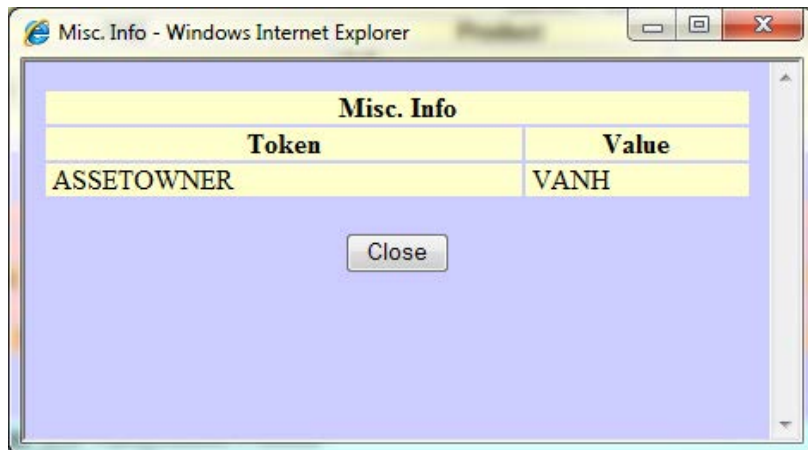 Misc. Info - Windows Internet Explorer
Misc. Info
Token Value
ASSETOWNER VANH
Close